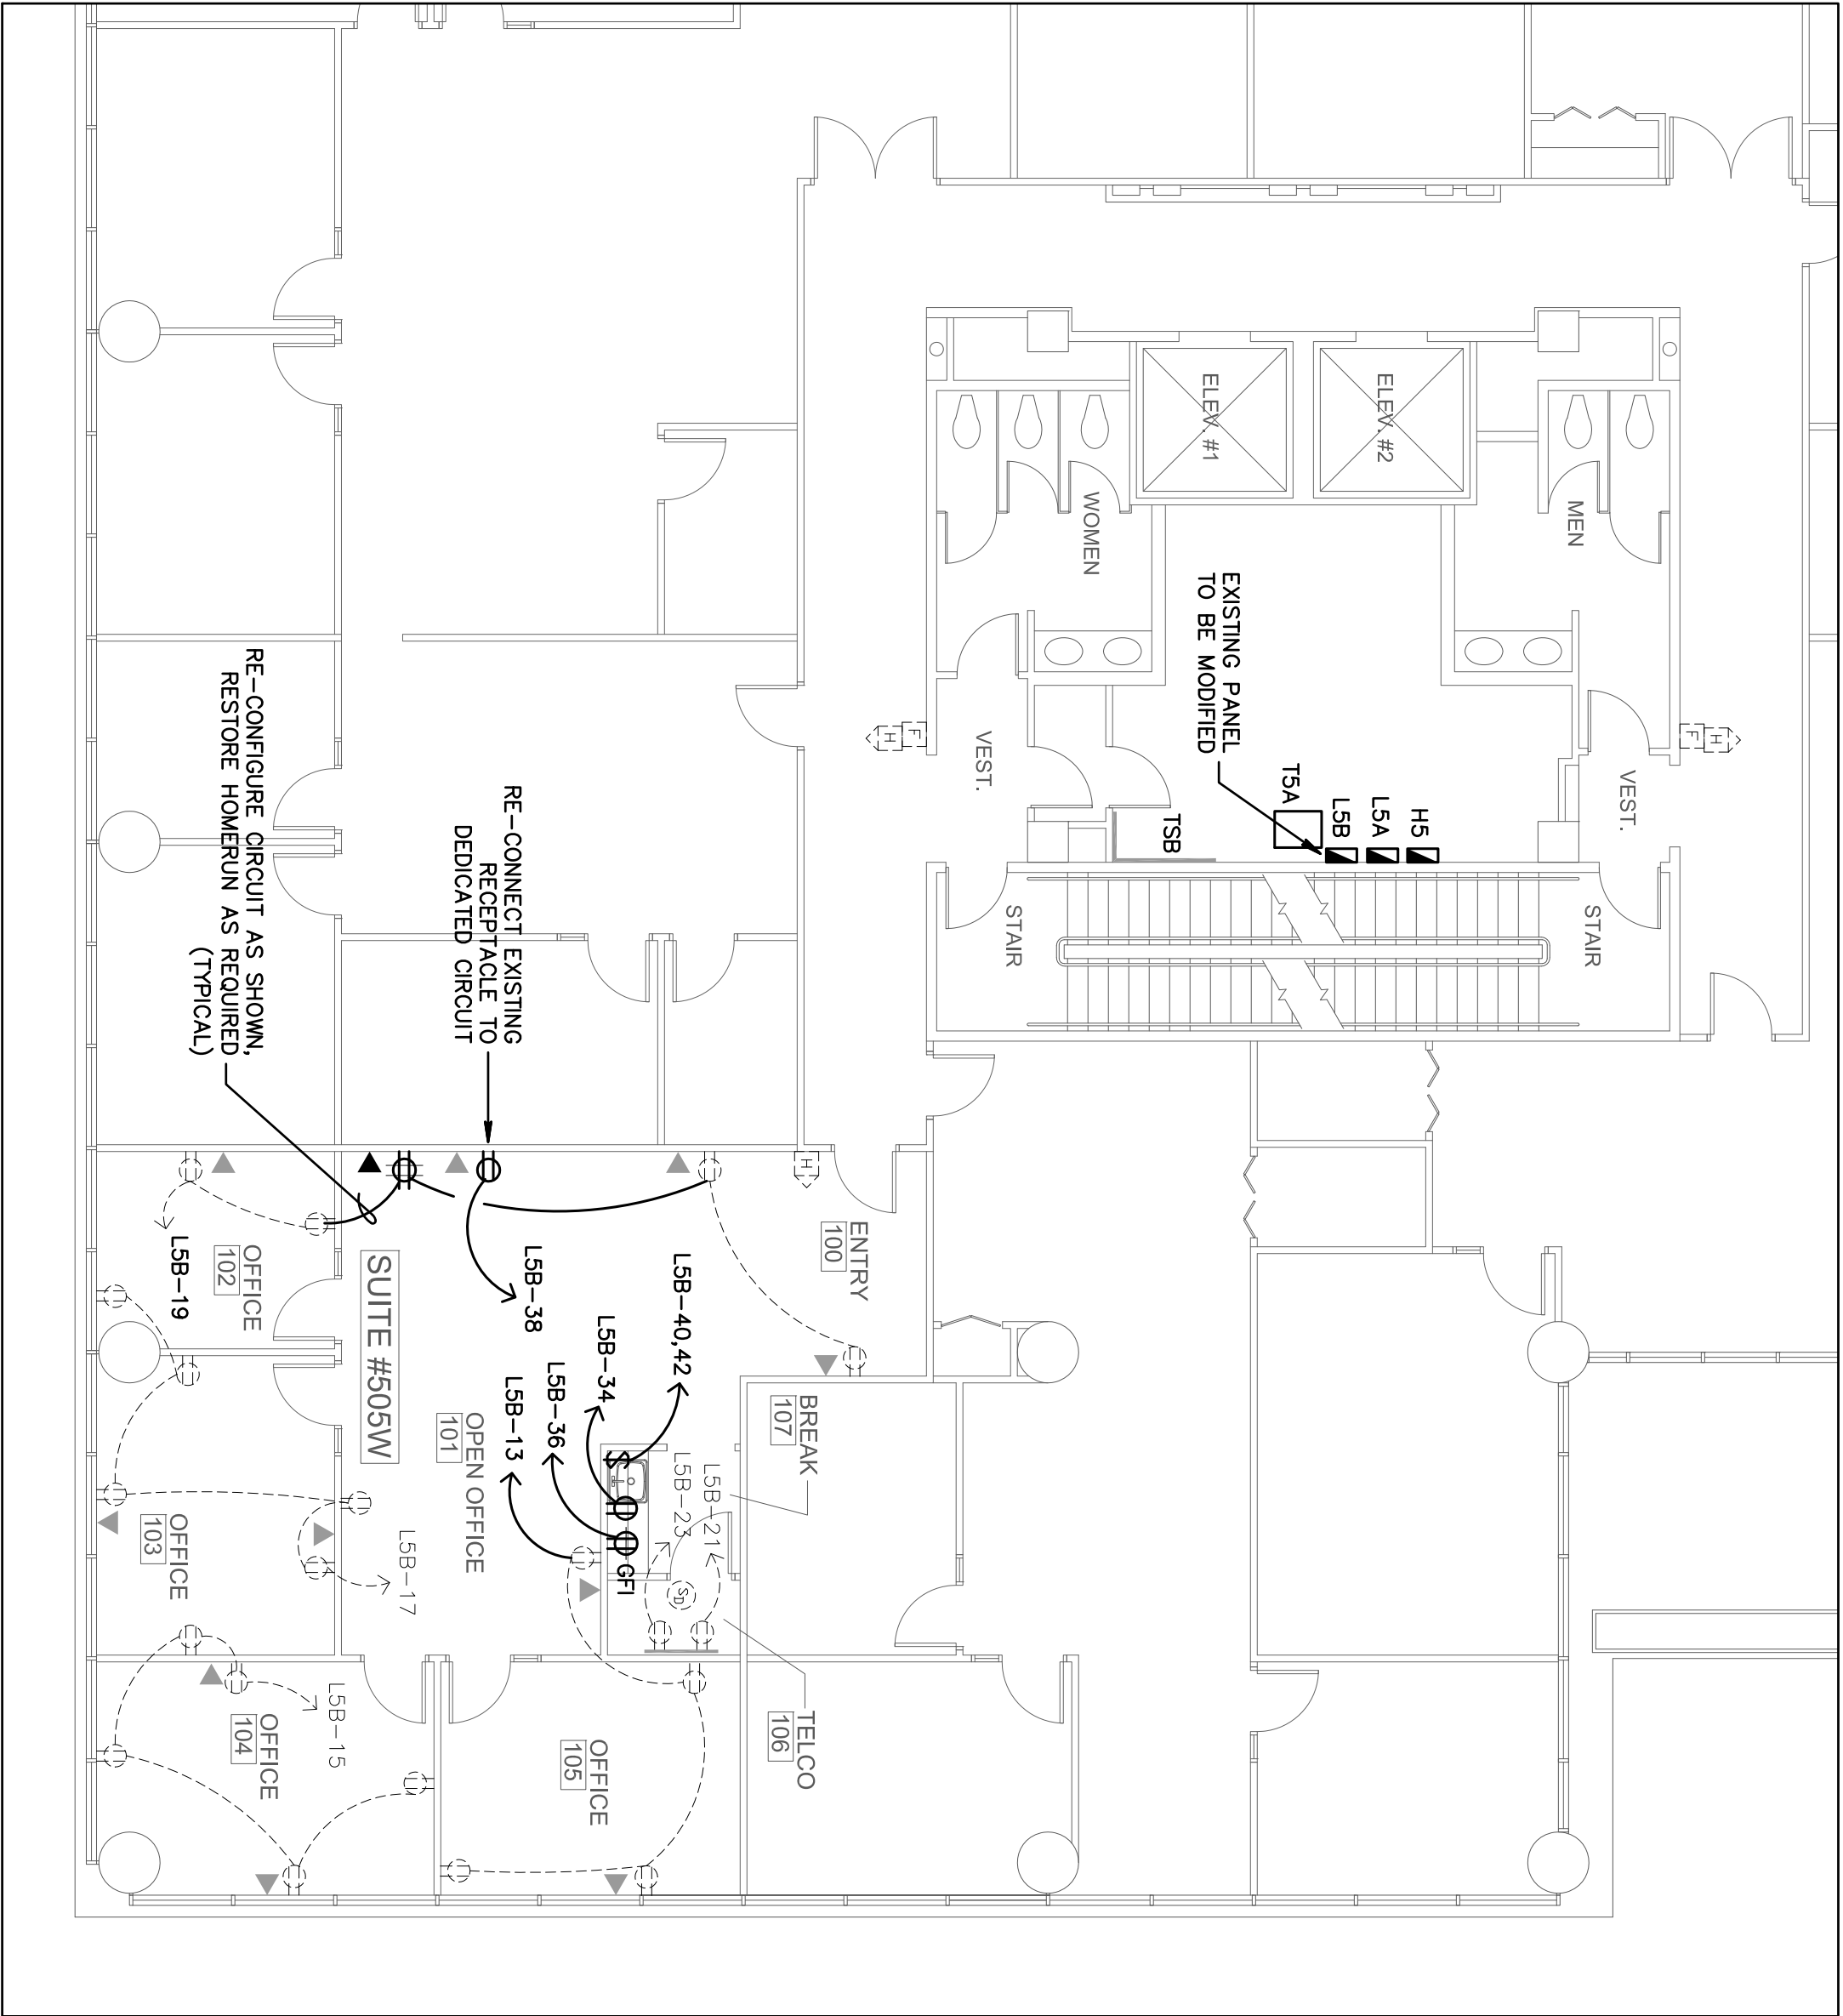 ELEV. #1
ELEV. #2
WOMEN
MEN
EXISTING PANEL
TO BE MODIFIED
VEST.
VEST.
F
H
F
H
T5A
L5B
L5A
H5
TSB
STAIR
STAIR
RE-CONFIGURE CIRCUIT AS SHOWN,
RESTORE HOMERUN AS REQUIRED
(TYPICAL)
RE-CONNECT EXISTING
RECEPTACLE TO
DEDICATED CIRCUIT
H
ENTRY
100
L5B-19
OFFICE
102
SUITE #505W
L5B-38
L5B-40,42
L5B-34
L5B-36
L5B-13
OPEN OFFICE
101
BREAK
107
L5B-21
L5B-23
$
GFI
SD
OFFICE
103
L5B-17
L5B-15
OFFICE
104
OFFICE
105
TELCO
106